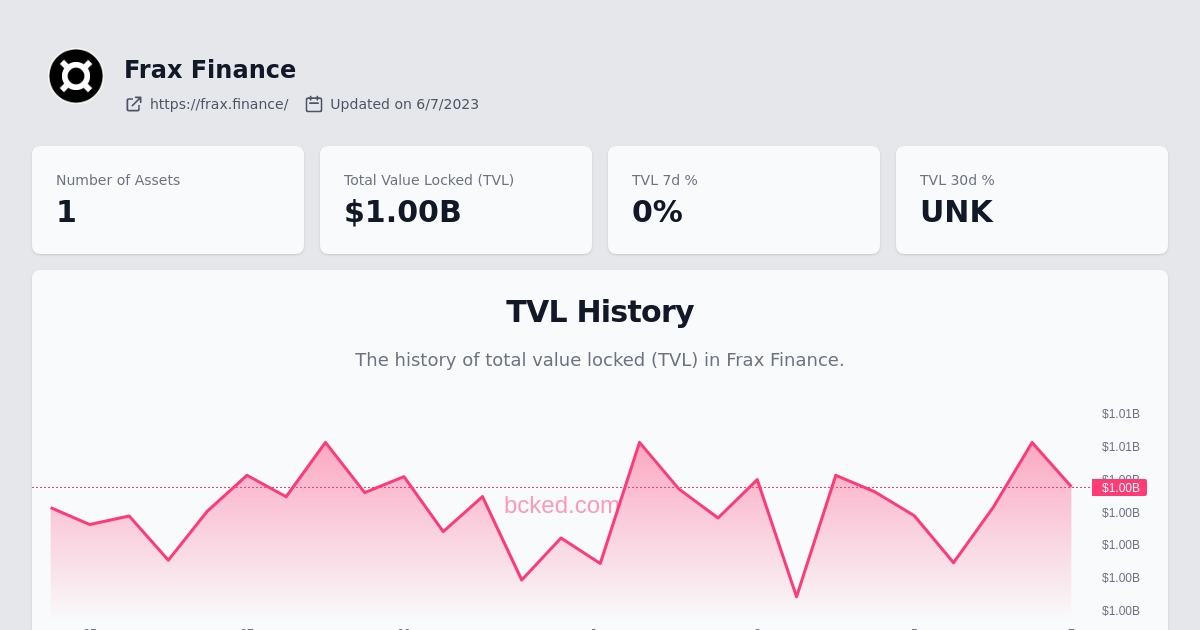 Frax Finance
https://frax.finance/ Updated on 6/7/2023
Number of Assets
1
Total Value Locked (TVL)
$1.00B
TVL 7d %
0%
TVL 30d %
UNK
TVL History
The history of total value locked (TVL) in Frax Finance.
$1.01B
$1.01B
$1.00B
$1.00B
bcked.com
$1.00B
$1.00B
$1.00B